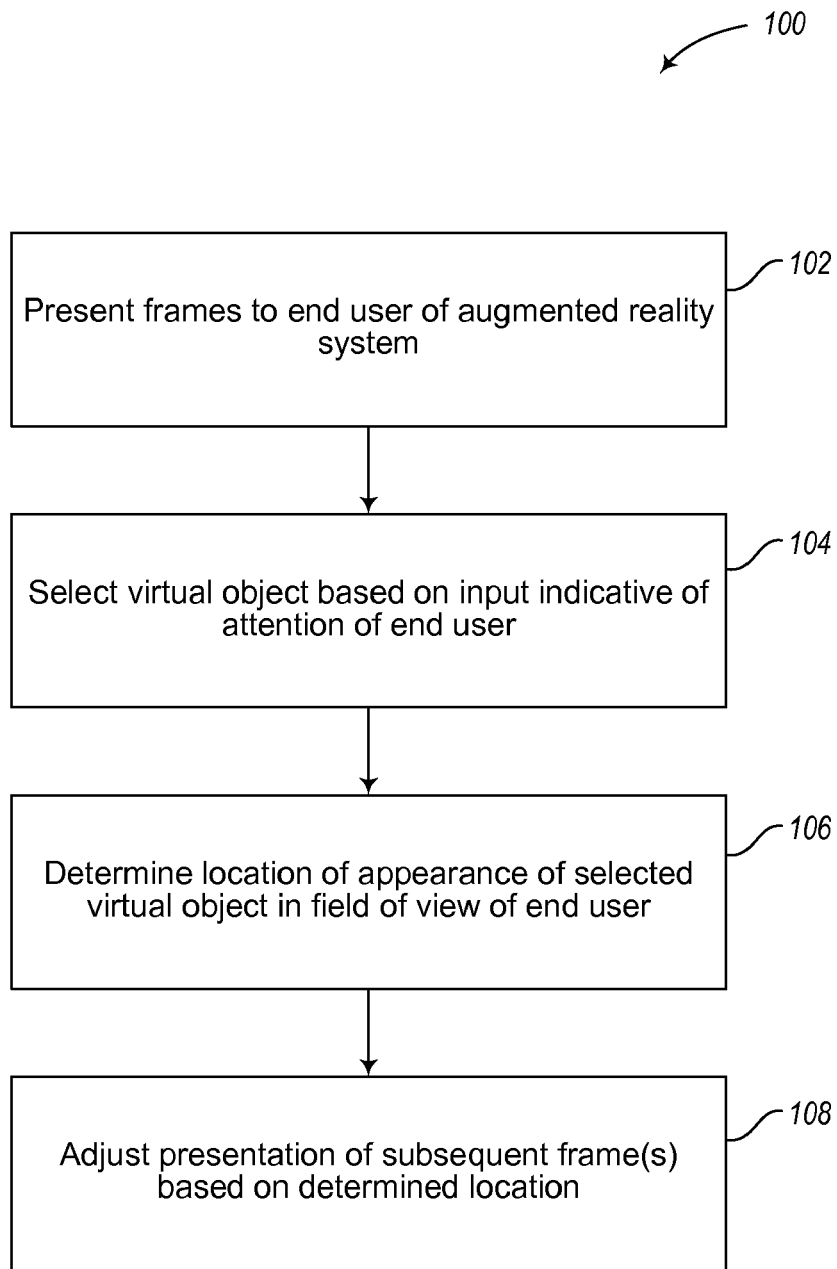 100
102
Present frames to end user of augmented reality
system
104
Select virtual object based on input indicative of
attention of end user
106
Determine location of appearance of selected
virtual object in field of view of end user
108
Adjust presentation of subsequent frame(s)
based on determined location